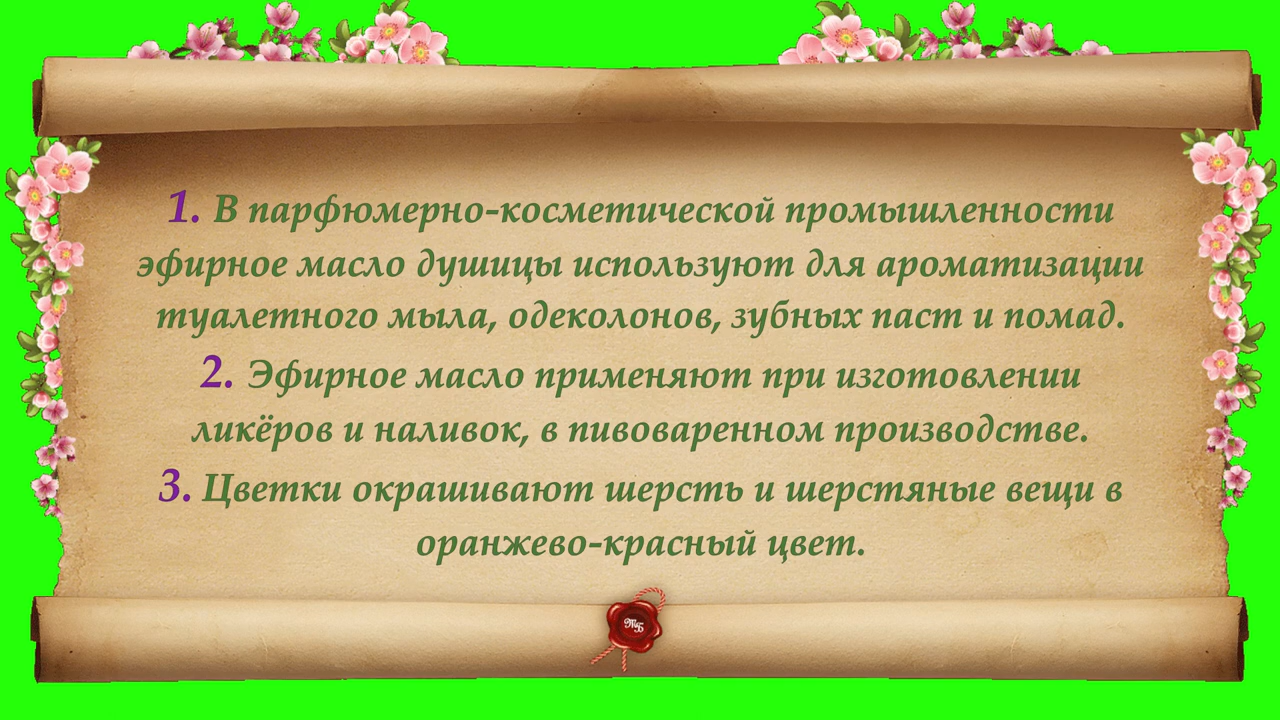 1. В парфюмерно-косметической промышленности
эфирное масло душицы используют для ароматизации
туалетного мыла, одеколонов, зубных паст и помад.
2. Эфирное масло применяют при изготовлении
ликёров и наливок, в пивоваренном производстве.
3. Цветки окрашивают шерсть и шерстяные вещи в
оранжево-красный цвет.